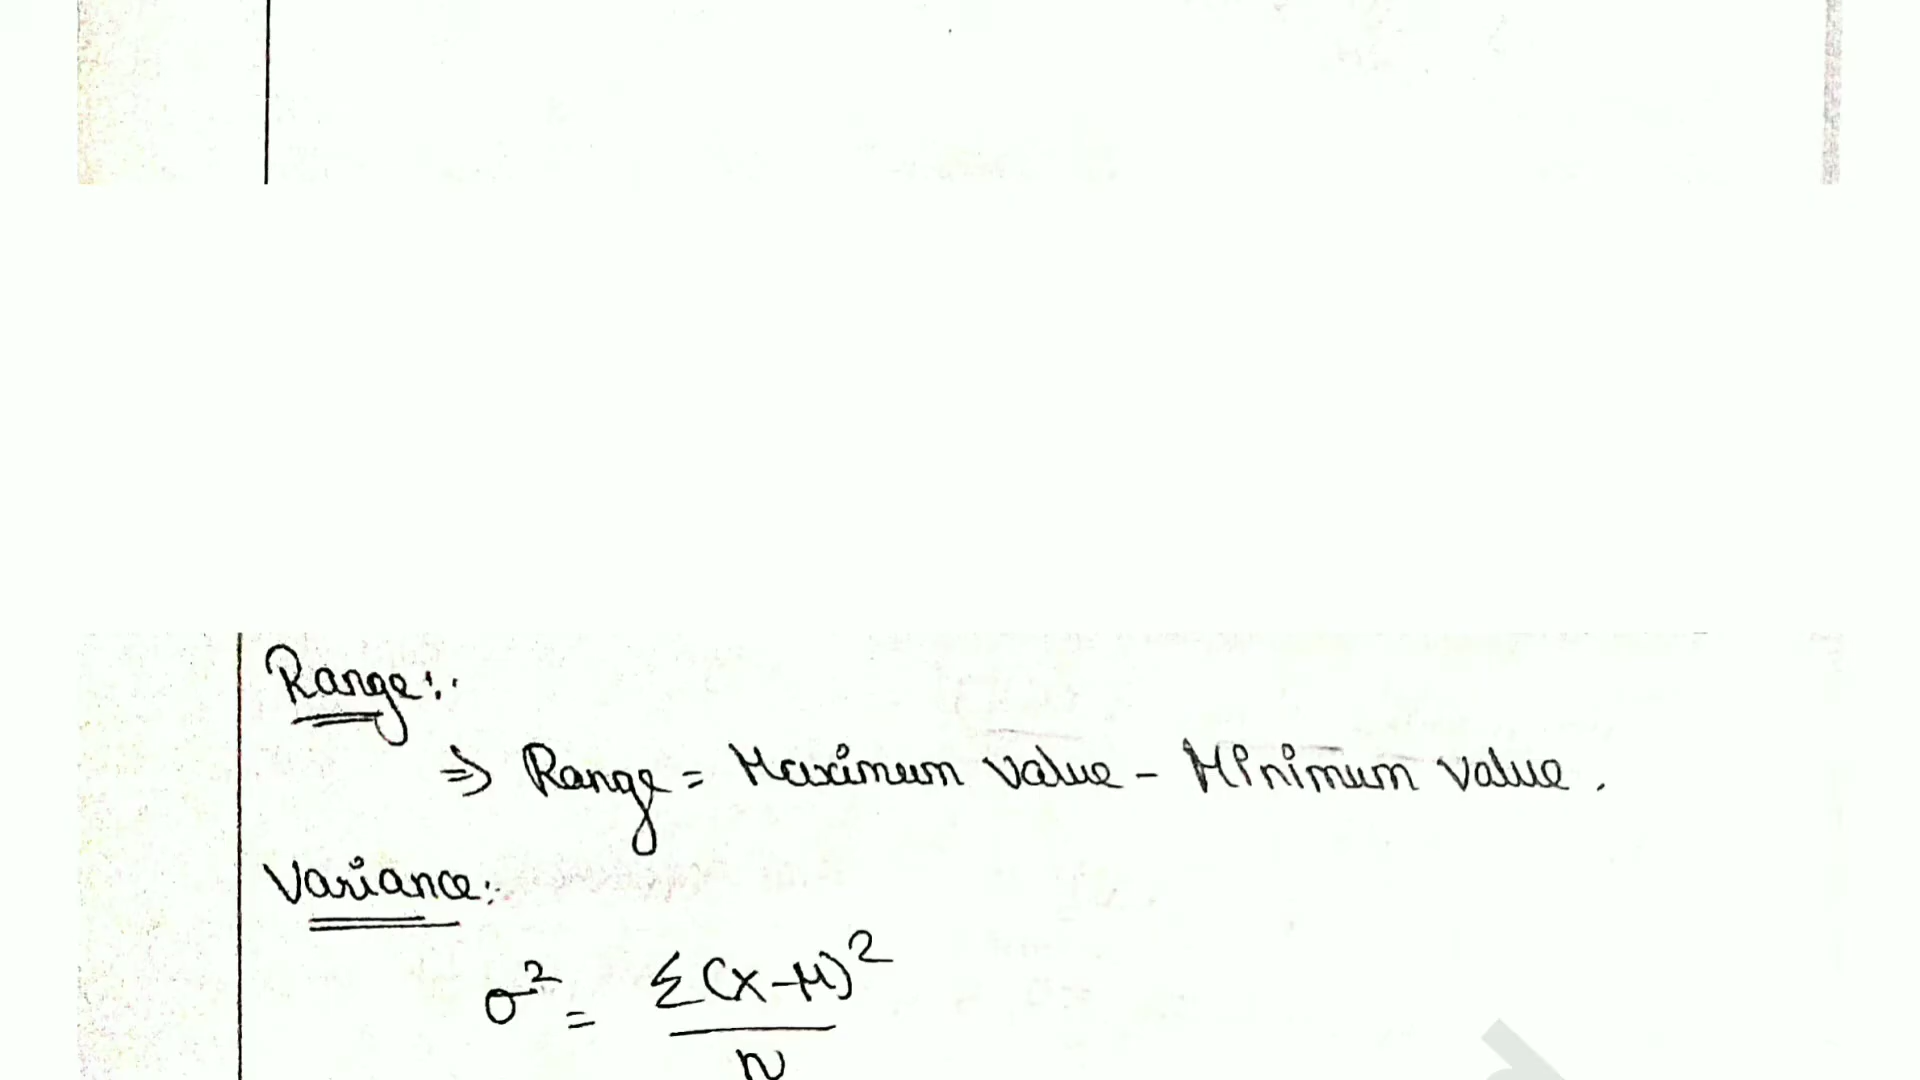 Range:
⇒ Range = Maximum value - Minimum value.
Variance:
σ² = Σ(x-μ)²
N